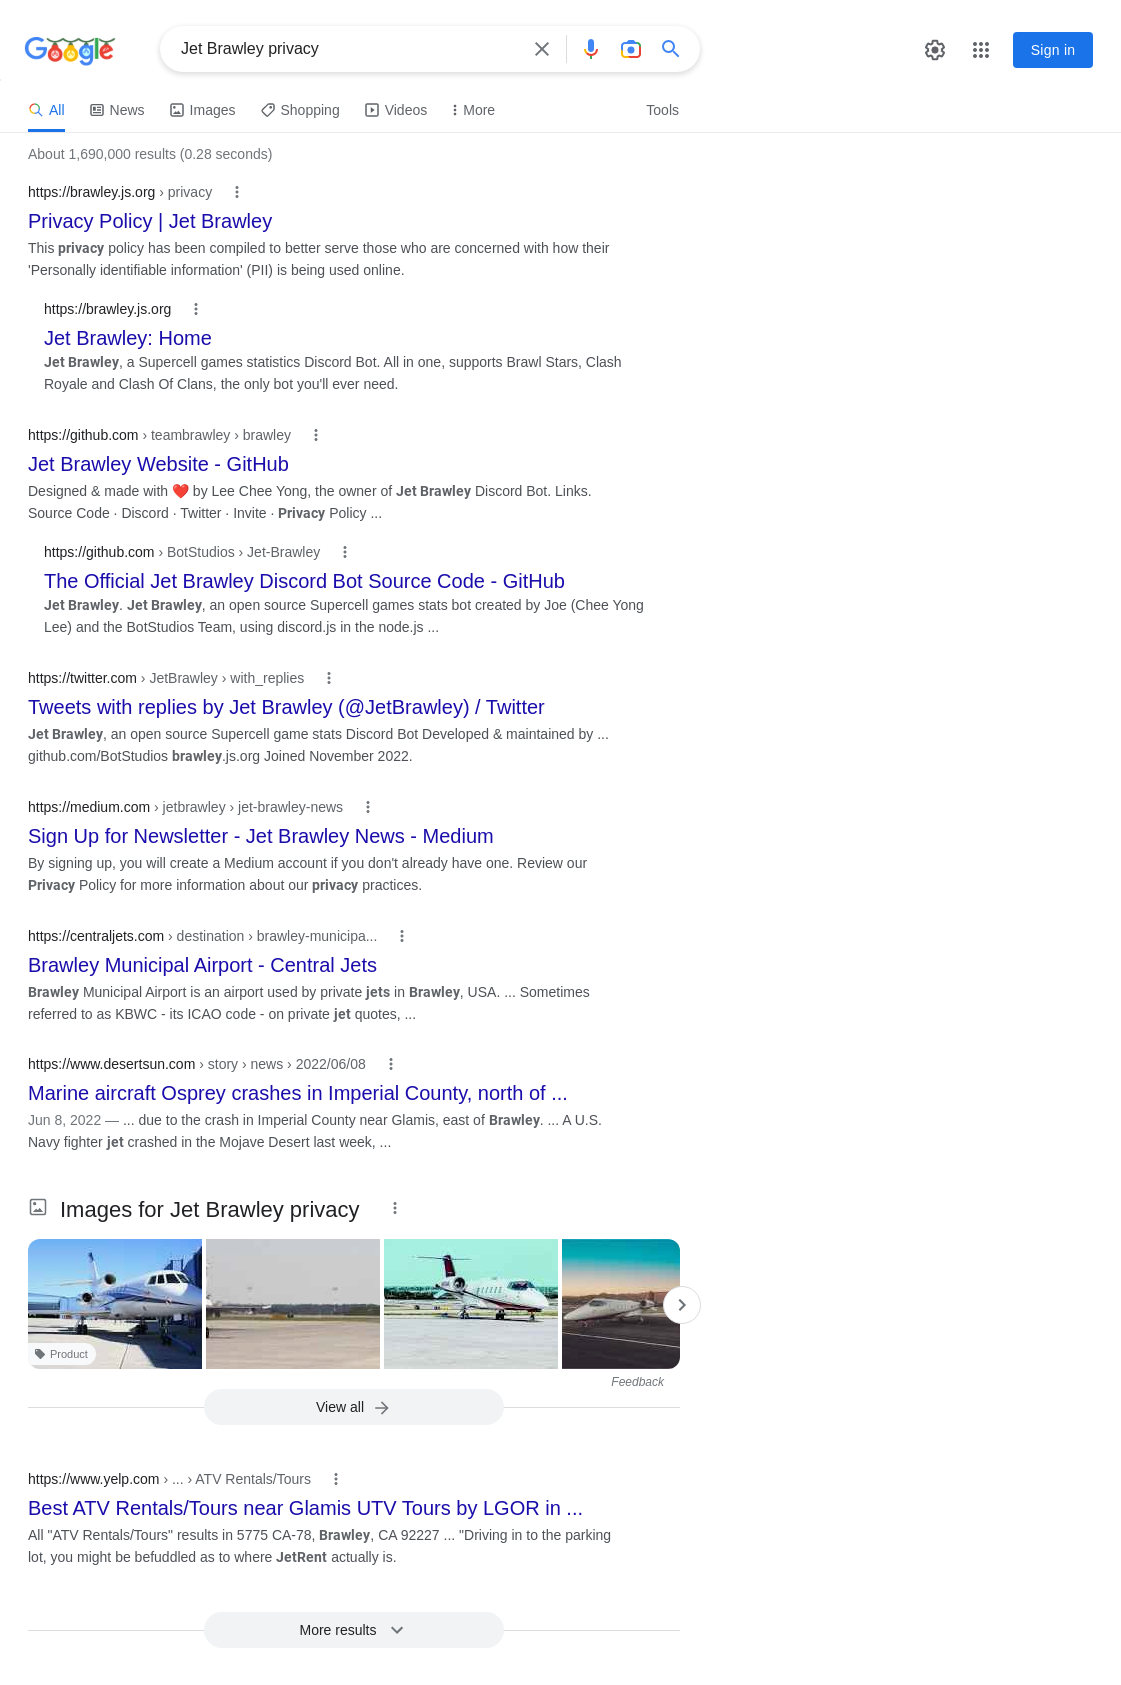 Google
Jet Brawley privacy
Sign in
All
News
Images
Shopping
Videos
More
Tools
About 1,690,000 results (0.28 seconds)
https://brawley.js.org › privacy
Privacy Policy | Jet Brawley
This privacy policy has been compiled to better serve those who are concerned with how their
'Personally identifiable information' (PII) is being used online.
https://brawley.js.org
Jet Brawley: Home
Jet Brawley, a Supercell games statistics Discord Bot. All in one, supports Brawl Stars, Clash
Royale and Clash Of Clans, the only bot you'll ever need.
https://github.com › teambrawley › brawley
Jet Brawley Website - GitHub
Designed & made with ❤️ by Lee Chee Yong, the owner of Jet Brawley Discord Bot. Links.
Source Code · Discord · Twitter · Invite · Privacy Policy ...
https://github.com › BotStudios › Jet-Brawley
The Official Jet Brawley Discord Bot Source Code - GitHub
Jet Brawley. Jet Brawley, an open source Supercell games stats bot created by Joe (Chee Yong
Lee) and the BotStudios Team, using discord.js in the node.js ...
https://twitter.com › JetBrawley › with_replies
Tweets with replies by Jet Brawley (@JetBrawley) / Twitter
Jet Brawley, an open source Supercell game stats Discord Bot Developed & maintained by ...
github.com/BotStudios brawley.js.org Joined November 2022.
https://medium.com › jetbrawley › jet-brawley-news
Sign Up for Newsletter - Jet Brawley News - Medium
By signing up, you will create a Medium account if you don't already have one. Review our
Privacy Policy for more information about our privacy practices.
https://centraljets.com › destination › brawley-municipa...
Brawley Municipal Airport - Central Jets
Brawley Municipal Airport is an airport used by private jets in Brawley, USA. ... Sometimes
referred to as KBWC - its ICAO code - on private jet quotes, ...
https://www.desertsun.com › story › news › 2022/06/08
Marine aircraft Osprey crashes in Imperial County, north of ...
Jun 8, 2022 — ... due to the crash in Imperial County near Glamis, east of Brawley. ... A U.S.
Navy fighter jet crashed in the Mojave Desert last week, ...
Images for Jet Brawley privacy
Product
Feedback
View all
https://www.yelp.com › ... › ATV Rentals/Tours
Best ATV Rentals/Tours near Glamis UTV Tours by LGOR in ...
All "ATV Rentals/Tours" results in 5775 CA-78, Brawley, CA 92227 ... "Driving in to the parking
lot, you might be befuddled as to where JetRent actually is.
More results